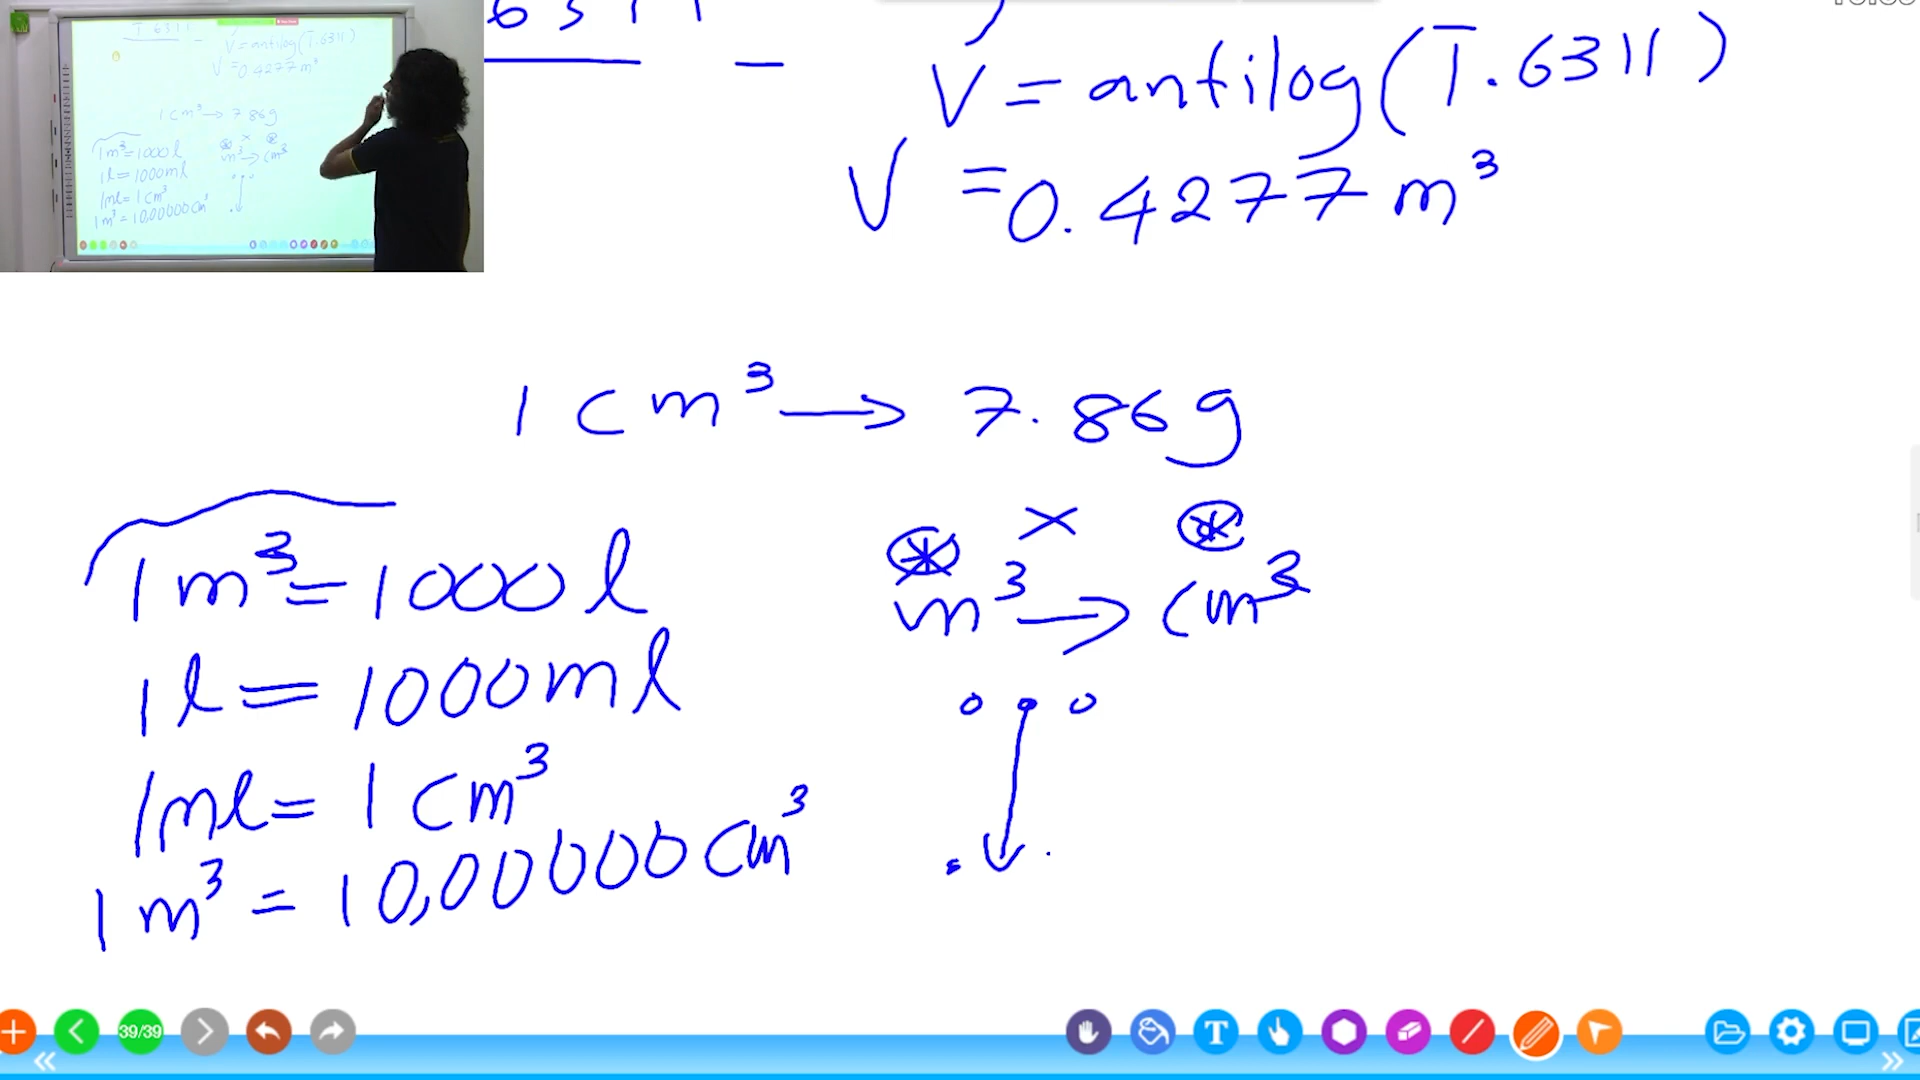 V = antilog(1̅.6311)
V = 0.4277 m³
1 cm³ → 7.86g
1 m³ = 1000 l
m³ → cm³
1 l = 1000 ml
1 ml = 1 cm³
1 m³ = 10,00000 cm³
39/39
T